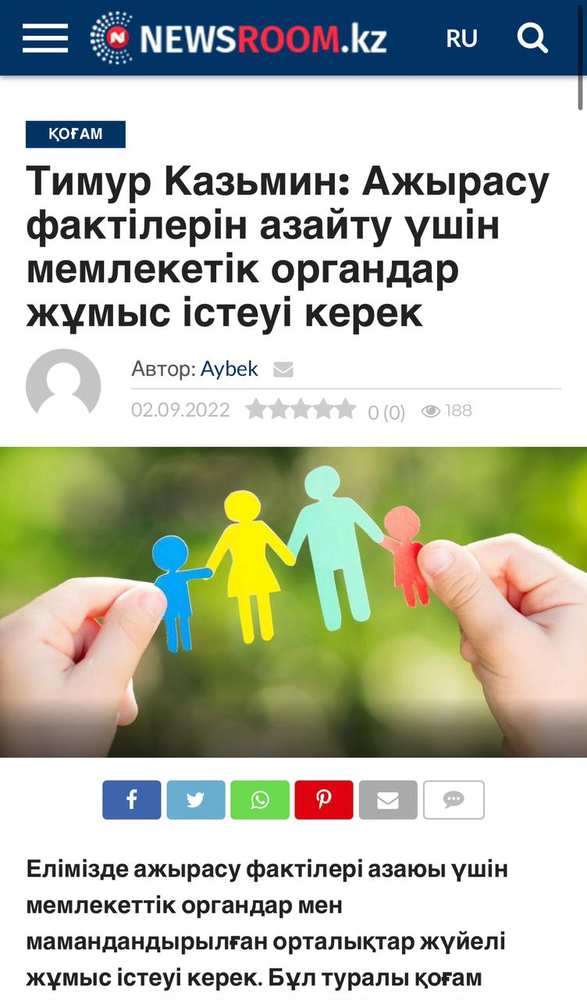 NEWSROOM.kz
RU
ҚОҒАМ
Тимур Казьмин: Ажырасу
фактілерін азайту үшін
мемлекетік органдар
жұмыс істеуі керек
Автор: Aybek
02.09.2022
0 (0)
188
Елімізде ажырасу фактілері азаюы үшін
мемлекеттік органдар мен
мамандандырылған орталықтар жүйелі
жұмыс істеуі керек. Бұл туралы қоғам